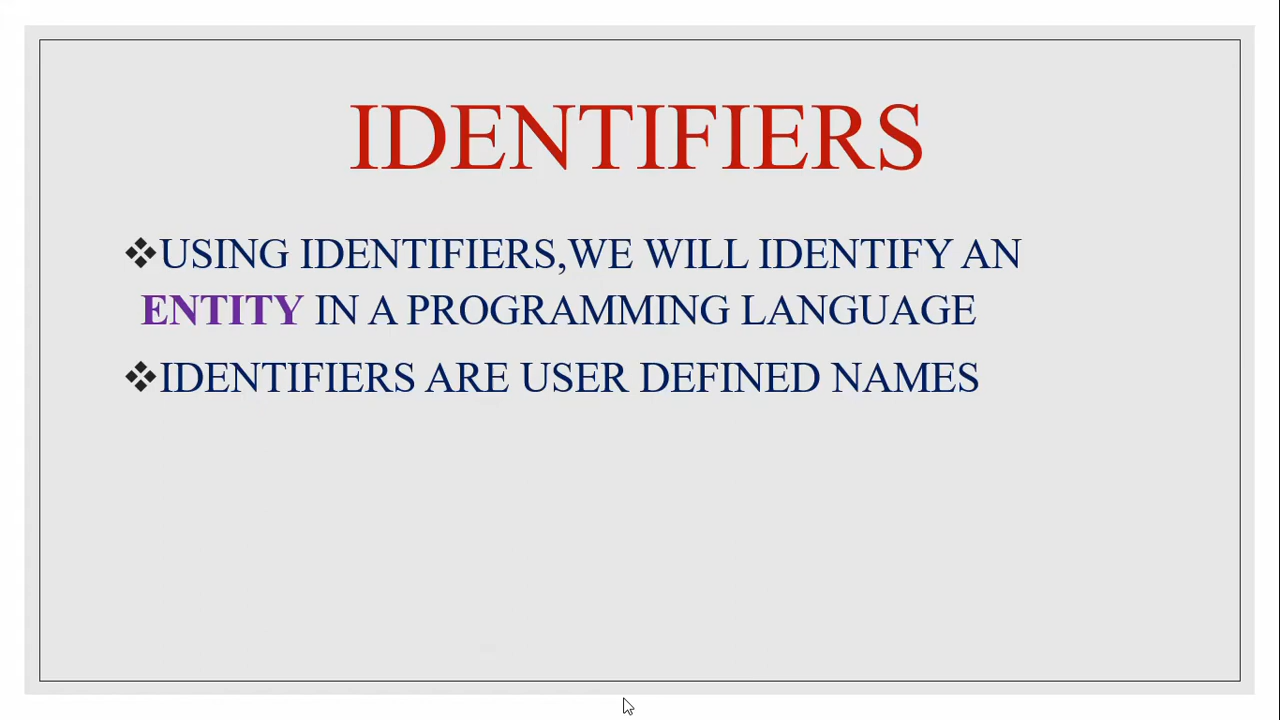 IDENTIFIERS
❖USING IDENTIFIERS,WE WILL IDENTIFY AN
ENTITY IN A PROGRAMMING LANGUAGE
❖IDENTIFIERS ARE USER DEFINED NAMES